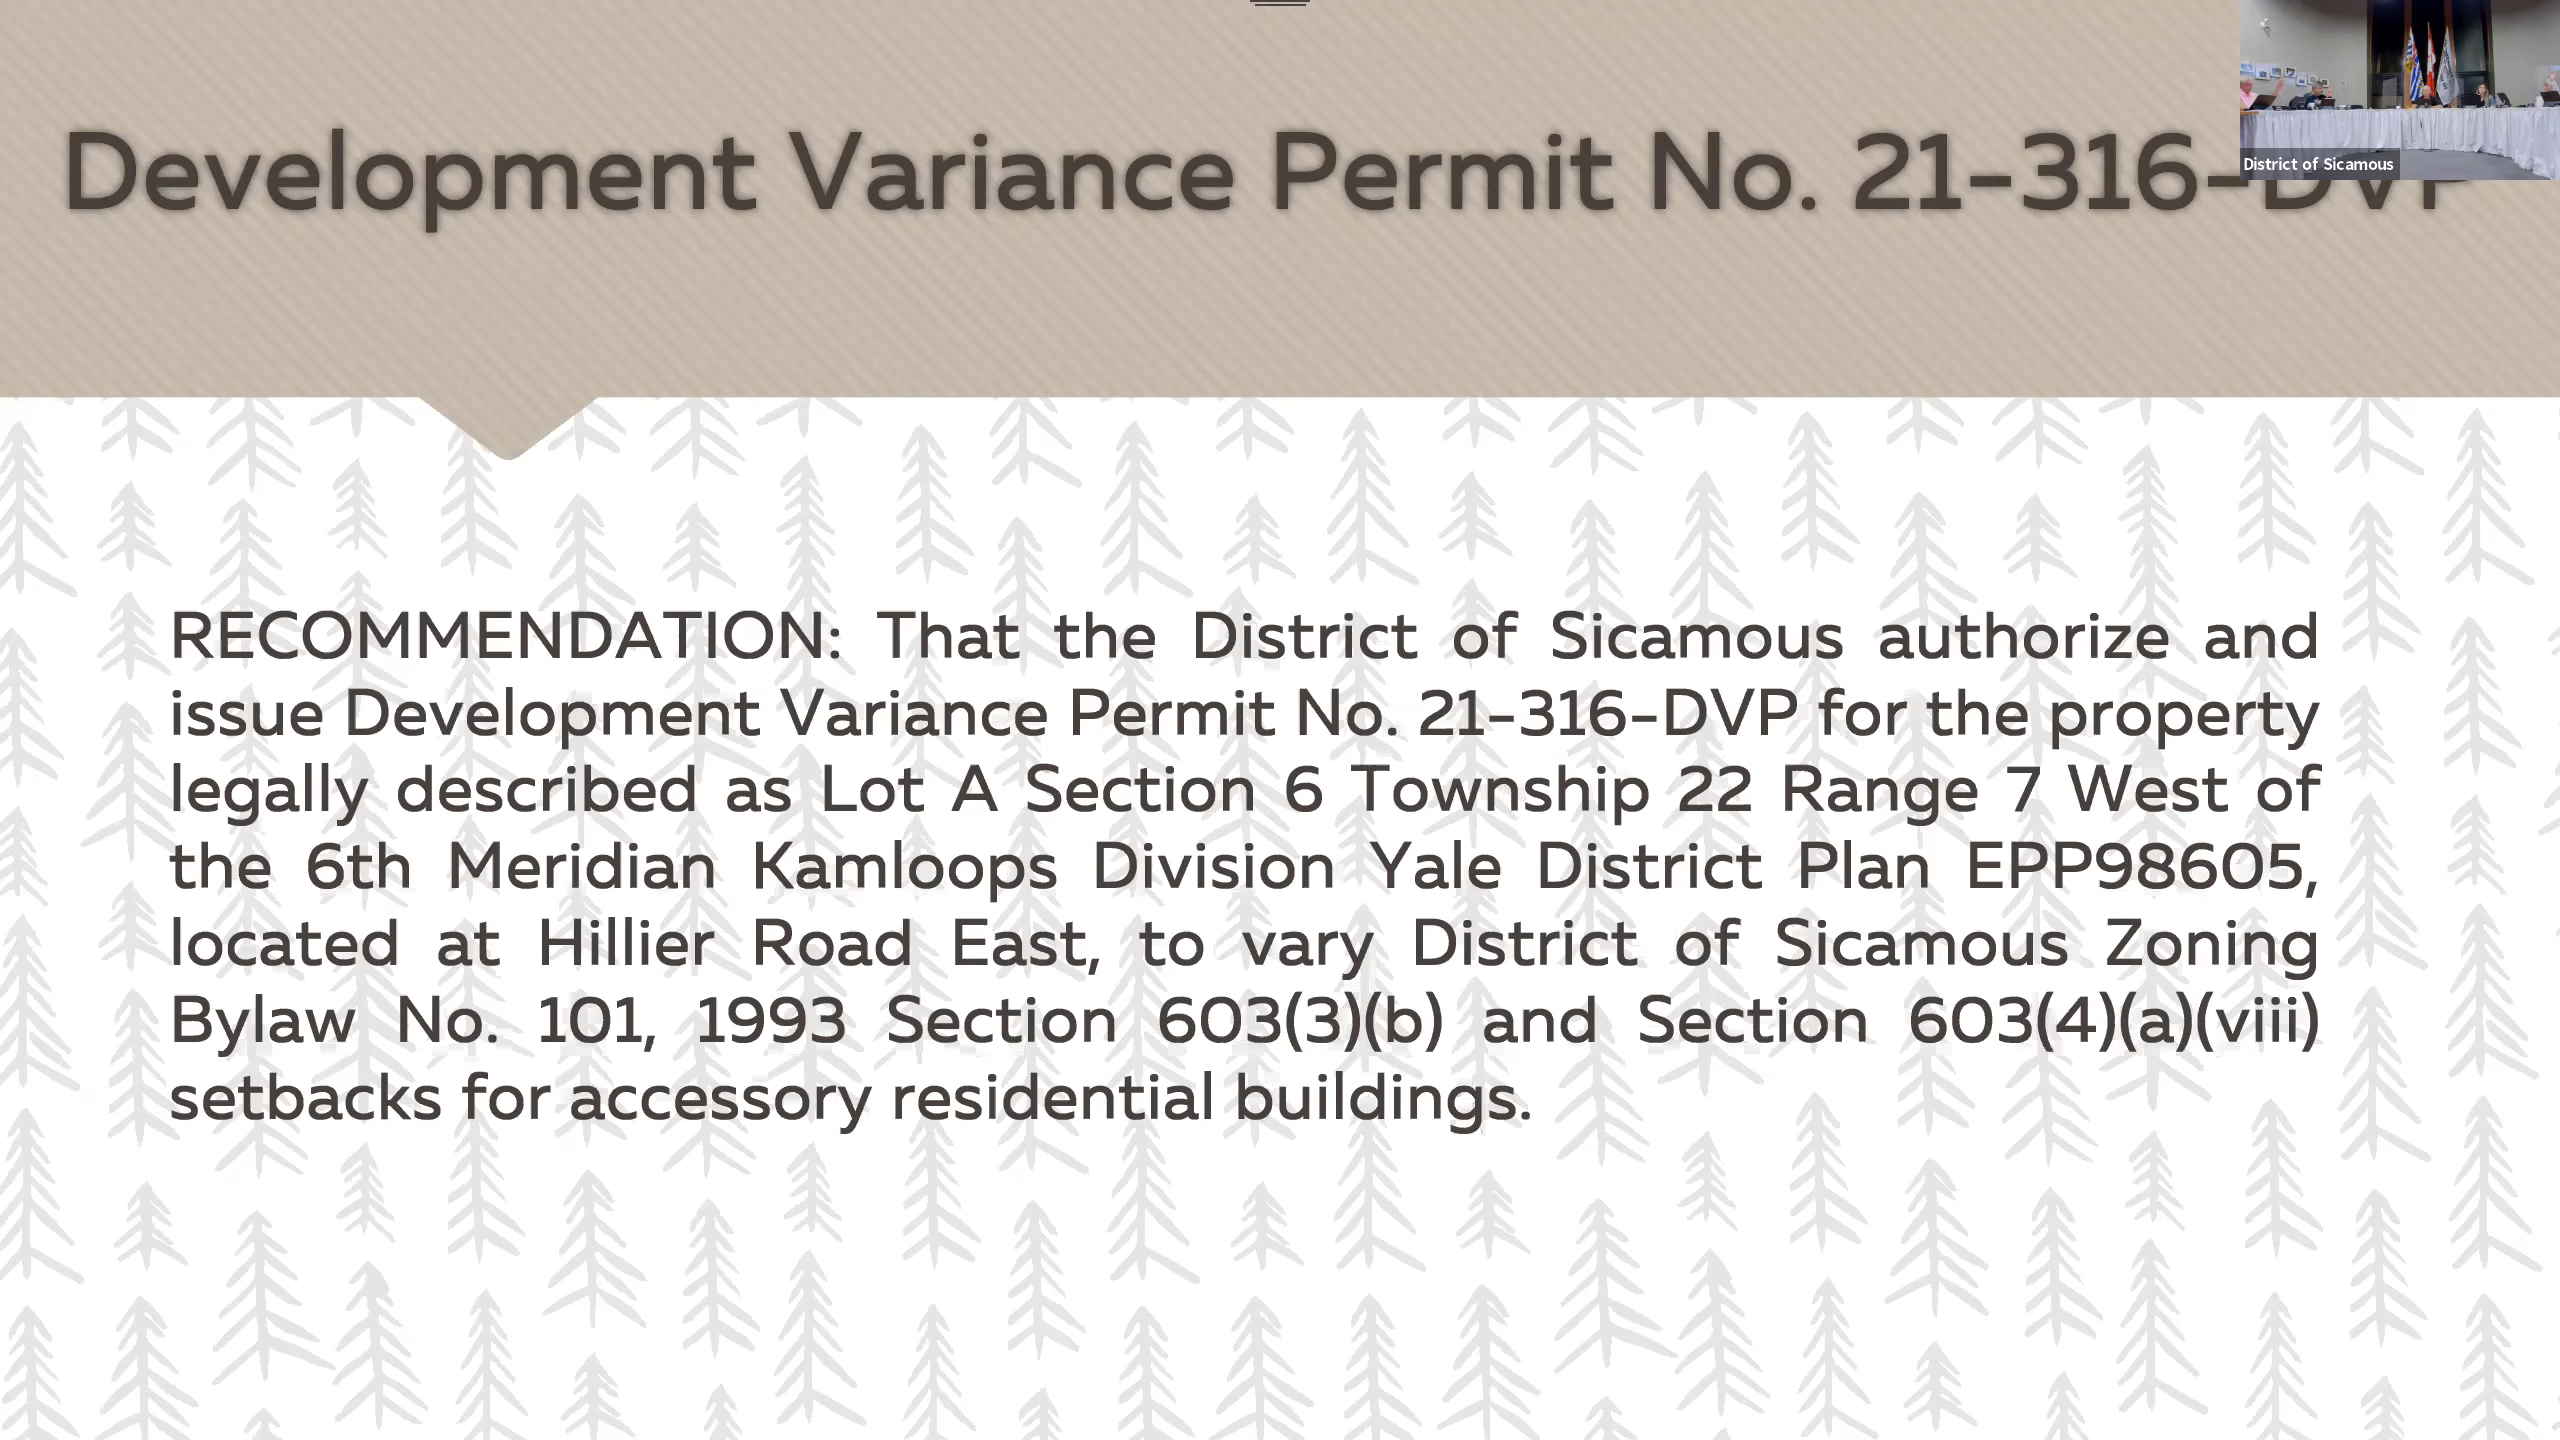 Development Variance Permit No. 21-316-DVP
District of Sicamous
RECOMMENDATION: That the District of Sicamous authorize and
issue Development Variance Permit No. 21-316-DVP for the property
legally described as Lot A Section 6 Township 22 Range 7 West of
the 6th Meridian Kamloops Division Yale District Plan EPP98605,
located at Hillier Road East, to vary District of Sicamous Zoning
Bylaw No. 101, 1993 Section 603(3)(b) and Section 603(4)(a)(viii)
setbacks for accessory residential buildings.